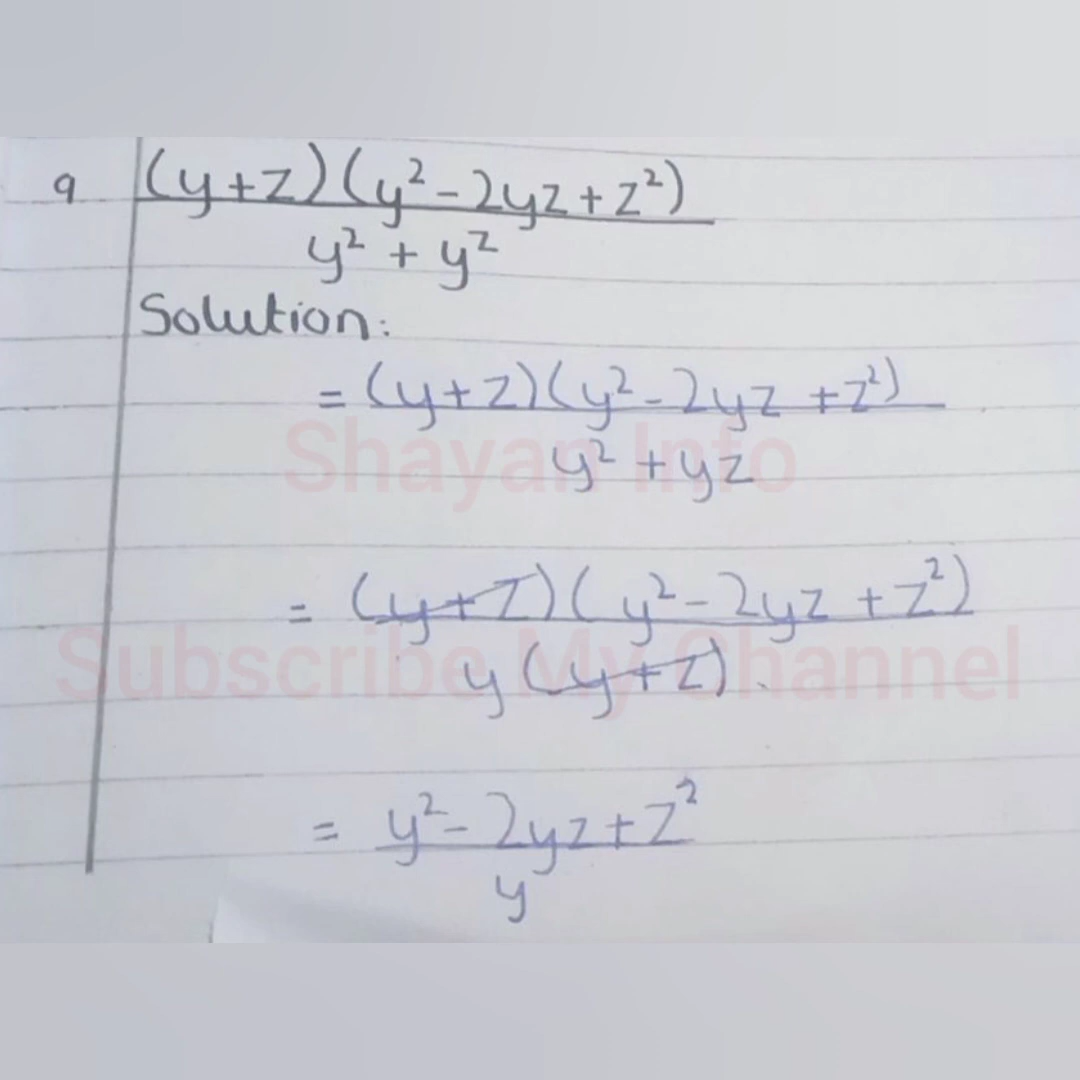 9 (y+z)(y²-2yz+z²)
y² + yᶻ
Solution:
= (y+z)(y²-2yz+z²)
Shayan Info
y² + yz
= (y+z)(y²-2yz+z²)
Subscribe My Channel
y(y+z)
= y²-2yz+z²
y